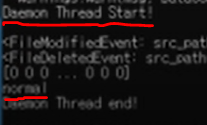 Daemon Thread Start!
<FileModifiedEvent: src_path
<FileDeletedEvent: src_path
[0 0 0 ... 0 0 0]
normal
Daemon Thread end!